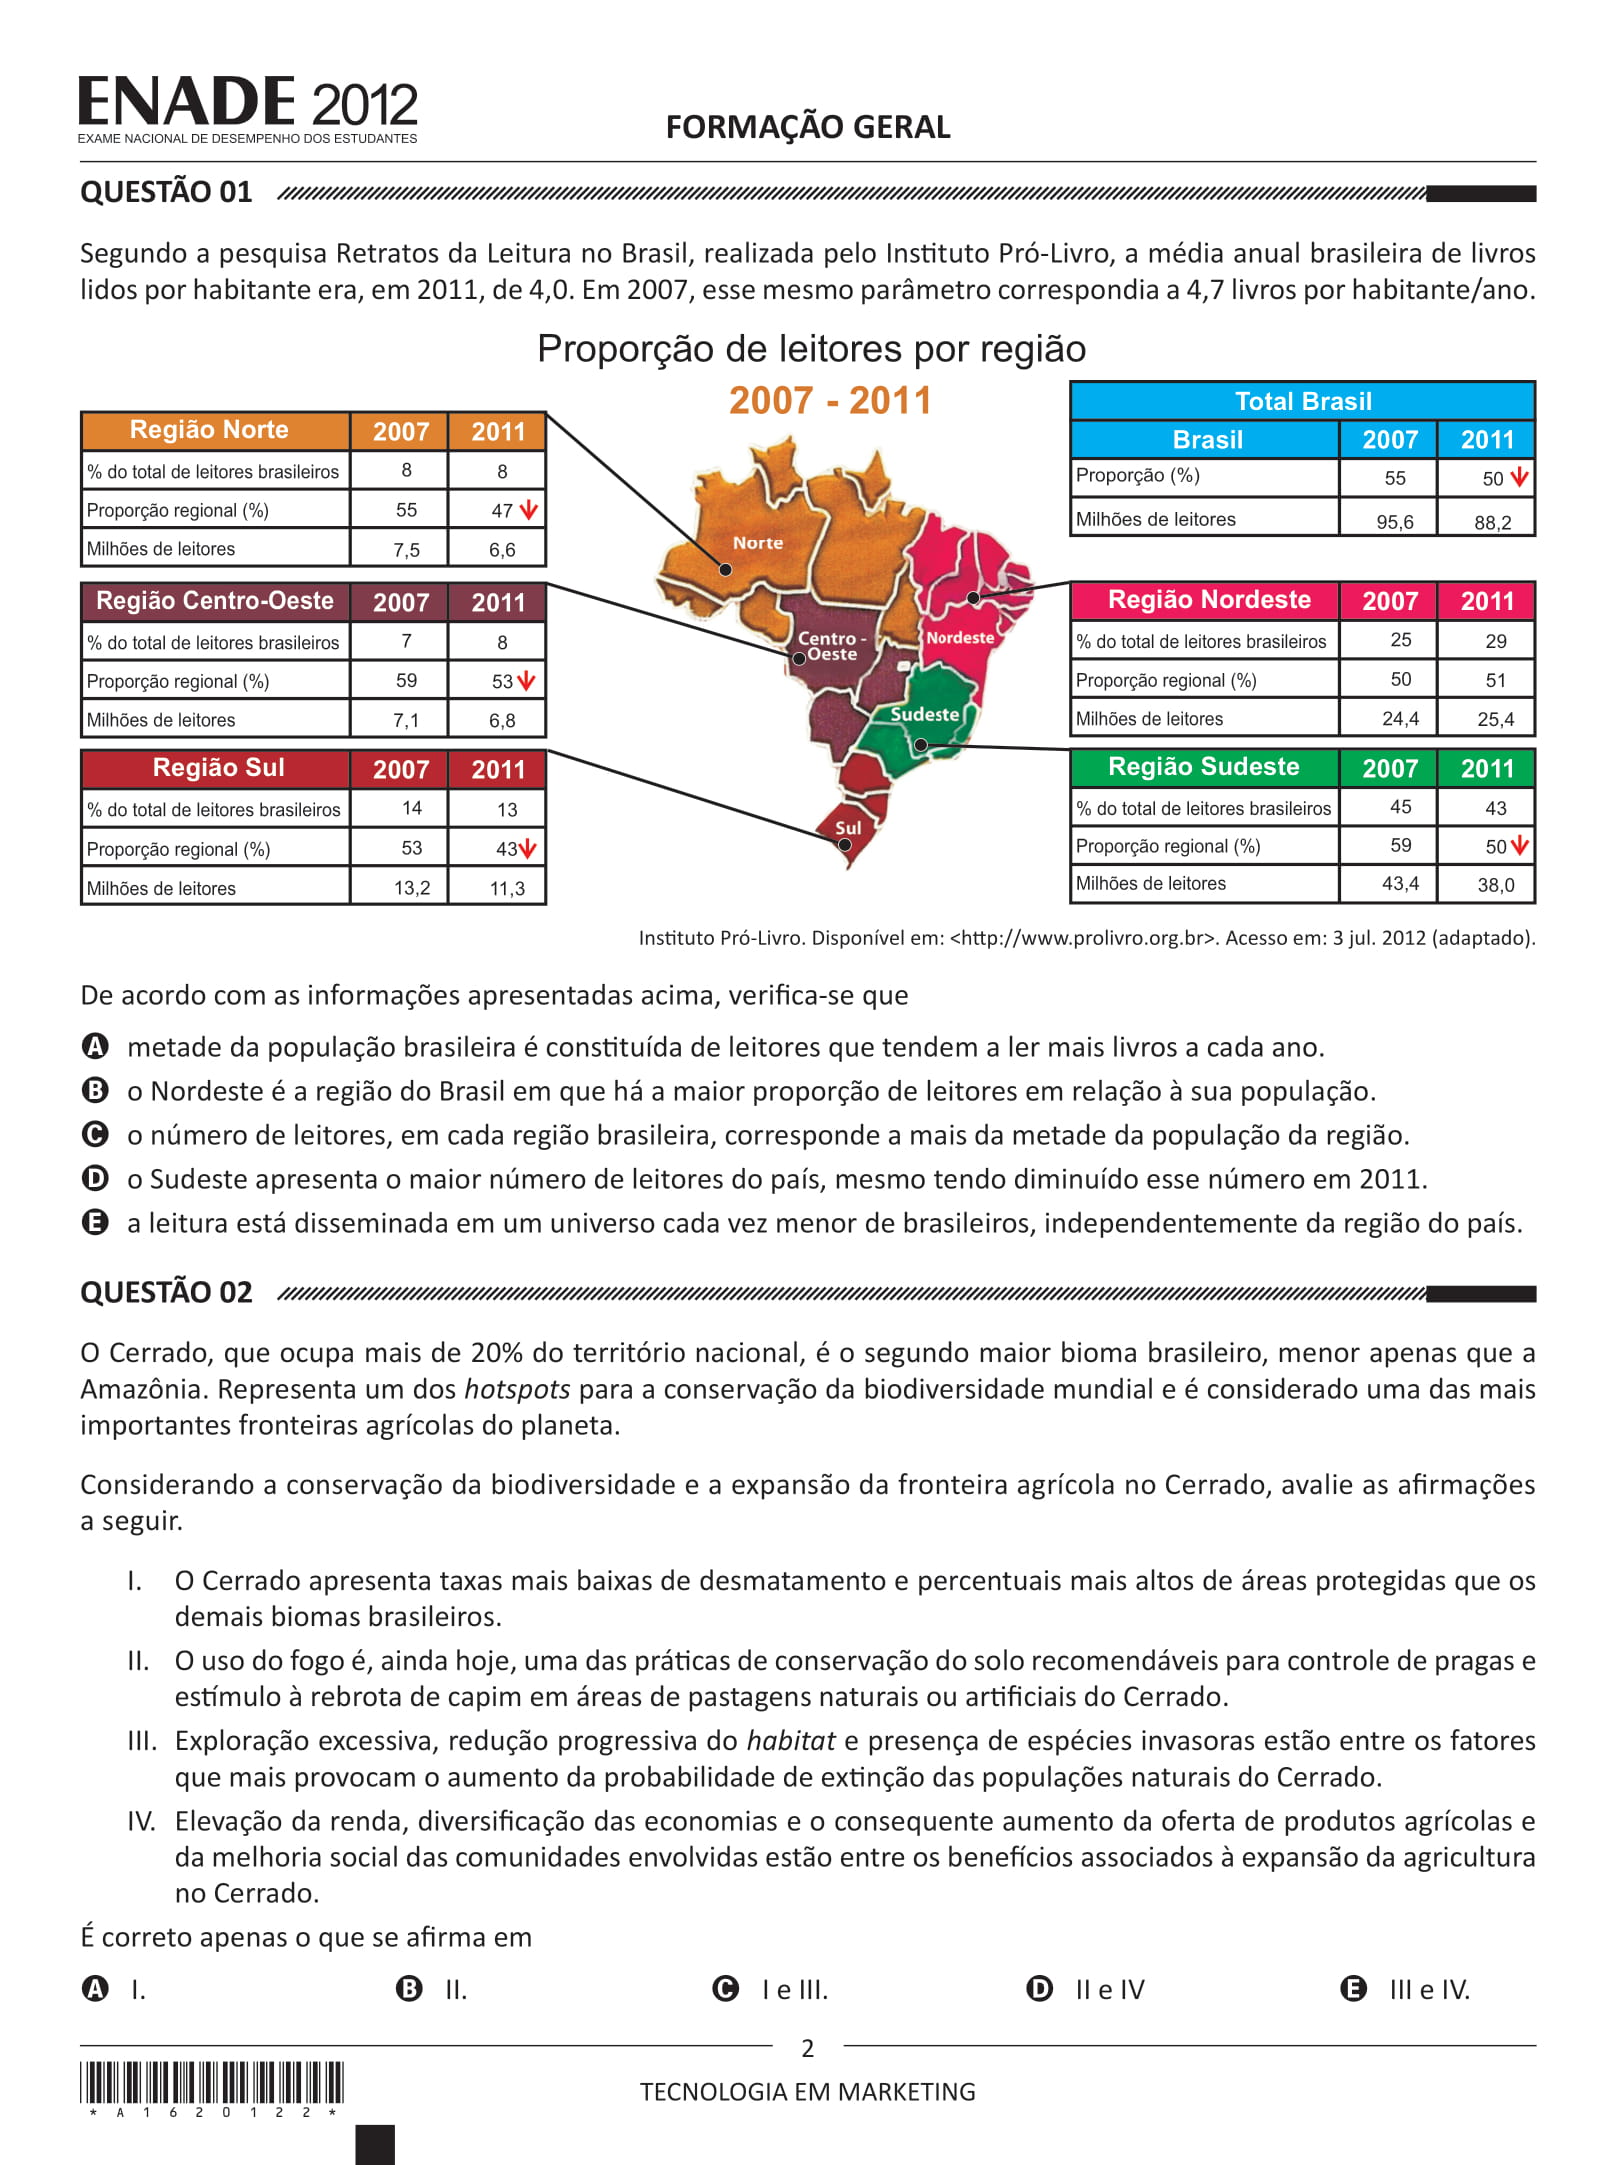 ENADE 2012
EXAME NACIONAL DE DESEMPENHO DOS ESTUDANTES
FORMAÇÃO GERAL
QUESTÃO 01
Segundo a pesquisa Retratos da Leitura no Brasil, realizada pelo Instituto Pró-Livro, a média anual brasileira de livros
lidos por habitante era, em 2011, de 4,0. Em 2007, esse mesmo parâmetro correspondia a 4,7 livros por habitante/ano.
Proporção de leitores por região
2007 - 2011
Região Norte 2007 2011
% do total de leitores brasileiros 8 8
Proporção regional (%) 55 47
Milhões de leitores 7,5 6,6
Região Centro-Oeste 2007 2011
% do total de leitores brasileiros 7 8
Proporção regional (%) 59 53
Milhões de leitores 7,1 6,8
Região Sul 2007 2011
% do total de leitores brasileiros 14 13
Proporção regional (%) 53 43
Milhões de leitores 13,2 11,3
Norte
Centro -
Oeste
Nordeste
Sudeste
Sul
Total Brasil
Brasil 2007 2011
Proporção (%) 55 50
Milhões de leitores 95,6 88,2
Região Nordeste 2007 2011
% do total de leitores brasileiros 25 29
Proporção regional (%) 50 51
Milhões de leitores 24,4 25,4
Região Sudeste 2007 2011
% do total de leitores brasileiros 45 43
Proporção regional (%) 59 50
Milhões de leitores 43,4 38,0
Instituto Pró-Livro. Disponível em: <http://www.prolivro.org.br>. Acesso em: 3 jul. 2012 (adaptado).
De acordo com as informações apresentadas acima, verifica-se que
A metade da população brasileira é constituída de leitores que tendem a ler mais livros a cada ano.
B o Nordeste é a região do Brasil em que há a maior proporção de leitores em relação à sua população.
C o número de leitores, em cada região brasileira, corresponde a mais da metade da população da região.
D o Sudeste apresenta o maior número de leitores do país, mesmo tendo diminuído esse número em 2011.
E a leitura está disseminada em um universo cada vez menor de brasileiros, independentemente da região do país.
QUESTÃO 02
O Cerrado, que ocupa mais de 20% do território nacional, é o segundo maior bioma brasileiro, menor apenas que a
Amazônia. Representa um dos hotspots para a conservação da biodiversidade mundial e é considerado uma das mais
importantes fronteiras agrícolas do planeta.
Considerando a conservação da biodiversidade e a expansão da fronteira agrícola no Cerrado, avalie as afirmações
a seguir.
I. O Cerrado apresenta taxas mais baixas de desmatamento e percentuais mais altos de áreas protegidas que os
demais biomas brasileiros.
II. O uso do fogo é, ainda hoje, uma das práticas de conservação do solo recomendáveis para controle de pragas e
estímulo à rebrota de capim em áreas de pastagens naturais ou artificiais do Cerrado.
III. Exploração excessiva, redução progressiva do habitat e presença de espécies invasoras estão entre os fatores
que mais provocam o aumento da probabilidade de extinção das populações naturais do Cerrado.
IV. Elevação da renda, diversificação das economias e o consequente aumento da oferta de produtos agrícolas e
da melhoria social das comunidades envolvidas estão entre os benefícios associados à expansão da agricultura
no Cerrado.
É correto apenas o que se afirma em
A I. B II. C I e III. D II e IV E III e IV.
2
TECNOLOGIA EM MARKETING
* A 1 6 2 0 1 2 2 *